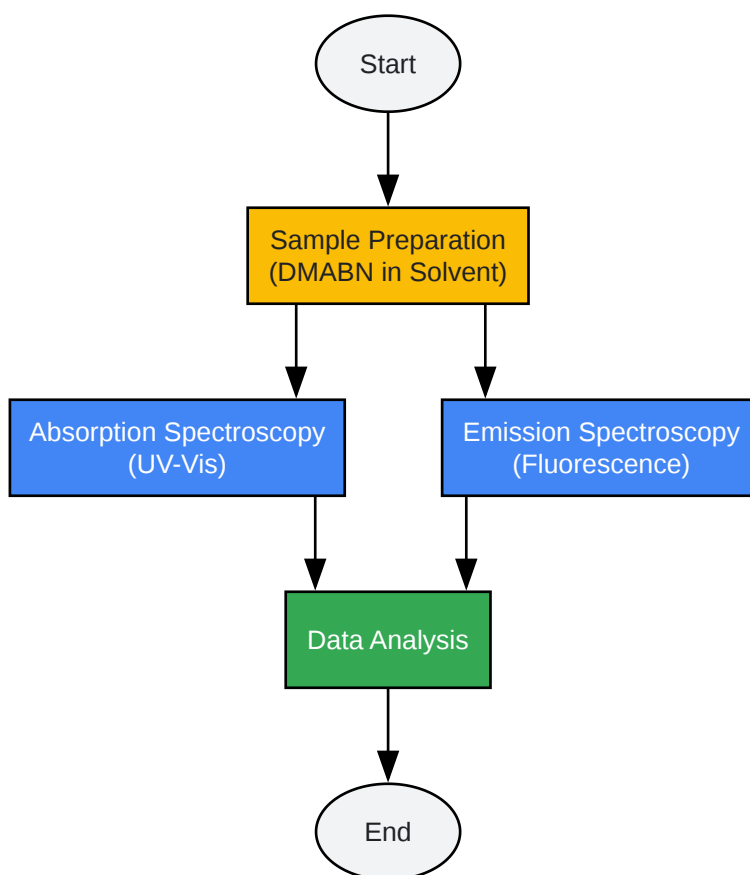 Start
Sample Preparation
(DMABN in Solvent)
Absorption Spectroscopy
(UV-Vis)
Emission Spectroscopy
(Fluorescence)
Data Analysis
End